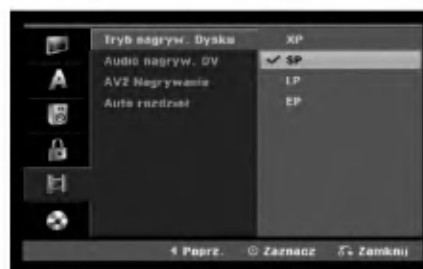 Tryb nagryw. Dysku XP
Audio nagryw. DV SP
AV2 Nagrywanie LP
Auto rozdział EP
A
Poprz. Zaznacz Zamknij